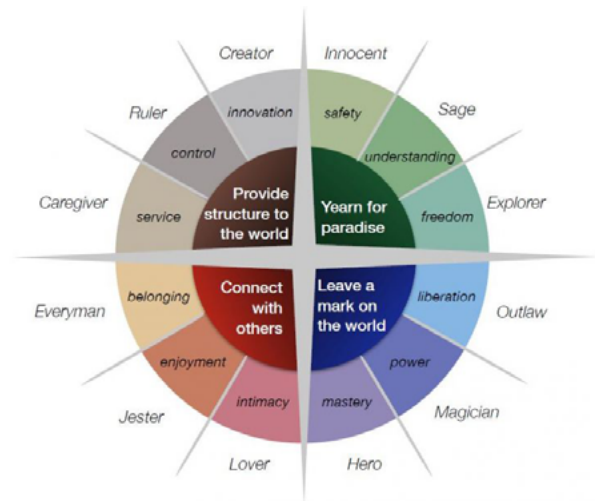 Creator
Innocent
Ruler
innovation
safety
Sage
control
understanding
Caregiver
service
Provide
structure to
the world
Yearn for
paradise
freedom
Explorer
Everyman
belonging
Connect
with
others
Leave a
mark on
the world
liberation
Outlaw
enjoyment
power
Jester
intimacy
mastery
Magician
Lover
Hero